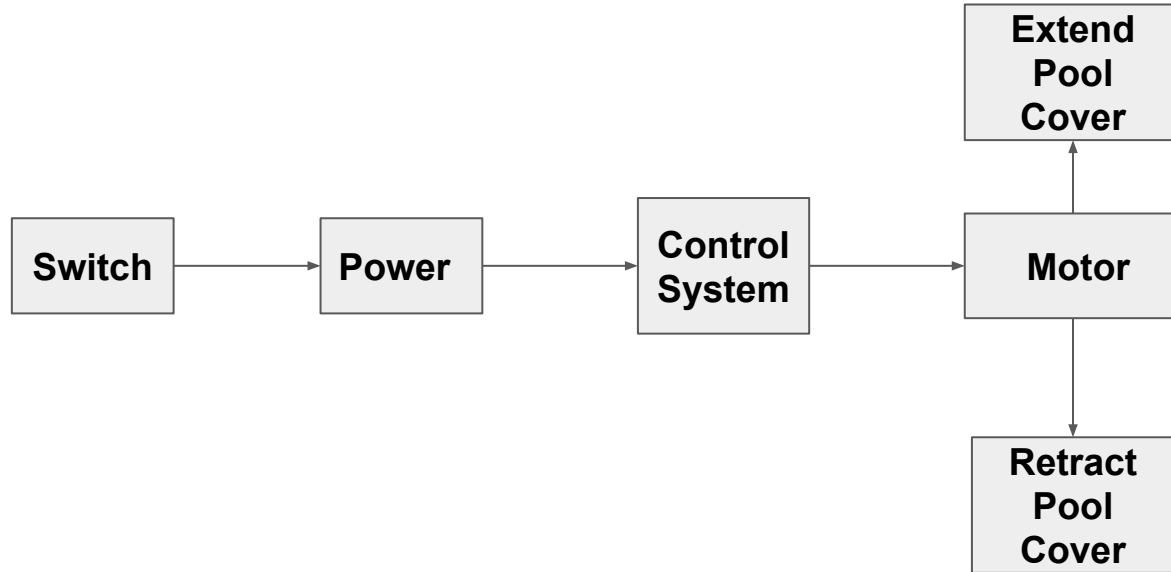 Extend
Pool
Cover
Switch
Power
Control
System
Motor
Retract
Pool
Cover